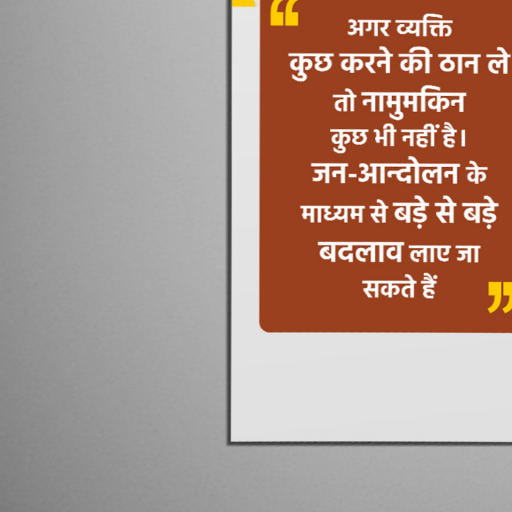 अगर व्यक्ति
कुछ करने की ठान ले
तो नामुमकिन
कुछ भी नहीं है।
जन-आन्दोलन के
माध्यम से बड़े से बड़े
बदलाव लाए जा
सकते हैं